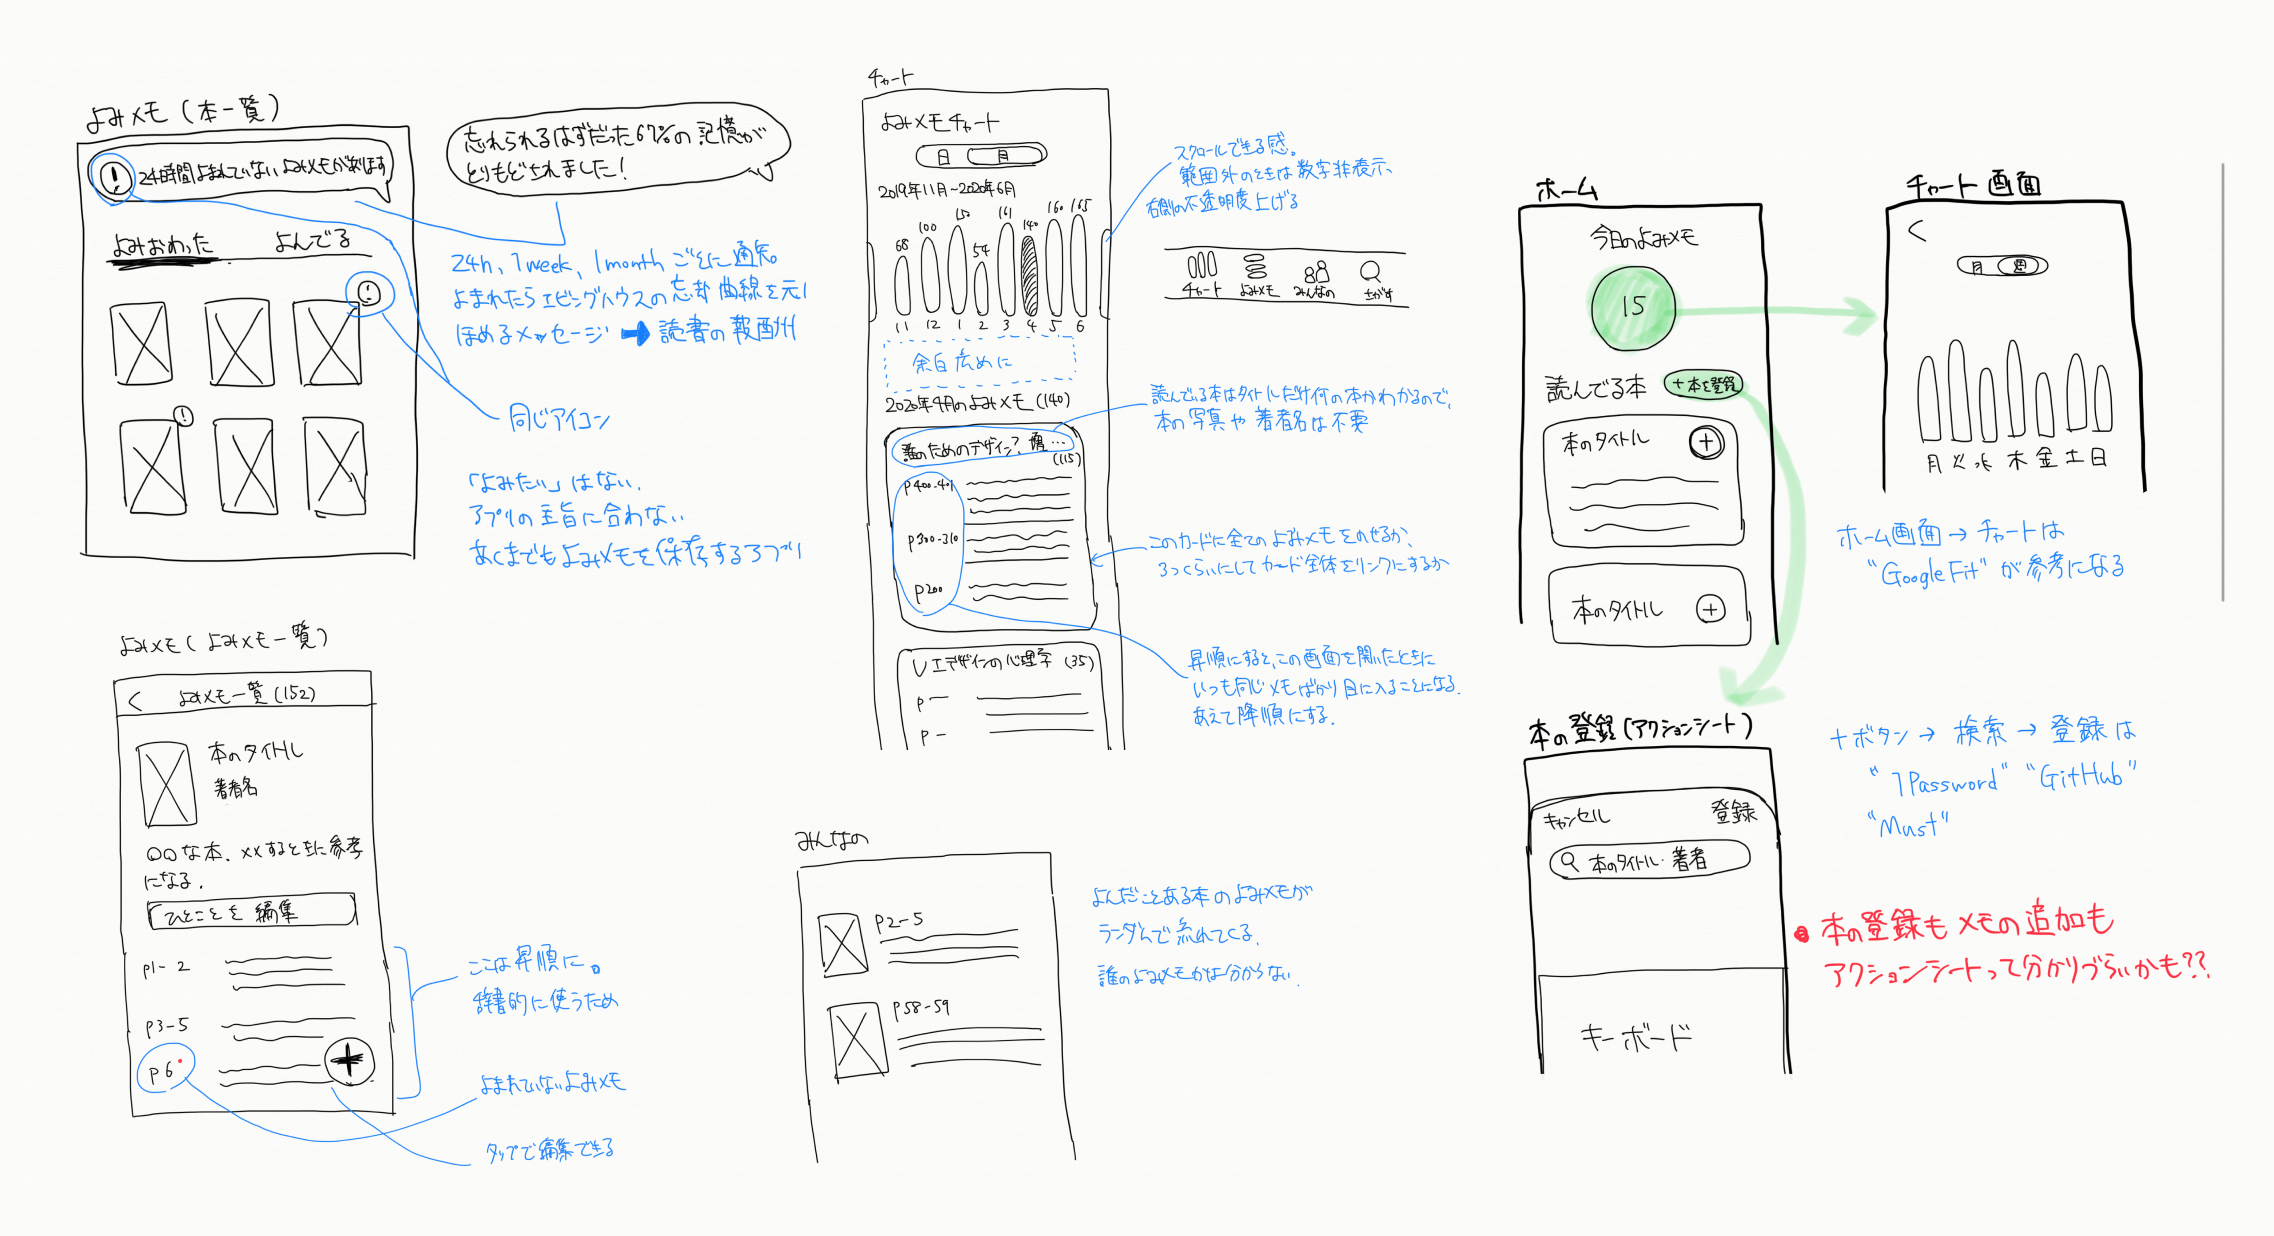 よみメモ(本一覧)
! 24時間よまれていないよみメモがあります
よみおわった
よんでる
!
!
忘れられるはずだった67%の記憶が
とりもどされました!
24h、1week、1monthごとに通知。
よまれたらエビングハウスの忘却曲線を元に
ほめるメッセージ ➡ 読書の報酬
同じアイコン
「よみたい」はない.
アプリの主旨に合わない
あくまでもよみメモを保存するアプリ
よみメモ(よみメモ一覧)
< よみメモ一覧(152)
本のタイトル
著者名
○○な本、××するときに参考
になる.
ひとことを編集
p1-2
p3-5
p6
+
ここは昇順に。
辞書的に使うため
よまれていないよみメモ
タップで編集できる
チャート
よみメモチャート
日 月
2019年11月~2020年6月
68 100 150 54 161 140 160 165
11 12 1 2 3 4 5 6
余白広めに
2020年4月のよみメモ(140)
誰のためのデザイン? 増…
(115)
p400-401
p300-310
p200
UIデザインの心理学 (35)
p-
p-
スクロールできる感。
範囲外のときは数字非表示、
右側の不透明度上げる
チャート よみメモ みんなの さがす
読んでいる本はタイトルだけで何の本かわかるので、
本の写真や著者名は不要
このカードに全てのよみメモをのせるか、
3つくらいにしてカード全体をリンクにするか
昇順にすると、この画面を開いたときに
いつも同じメモばかり目に入ることになる.
あえて降順にする.
みんなの
p2-5
p58-59
よんだことある本のよみメモが
ランダムで流れてくる.
誰のよみメモかは分からない.
ホーム
今日のよみメモ
15
読んでる本 +本を登録
本のタイトル +
本のタイトル +
チャート画面
<
月 週
月 火 水 木 金 土 日
ホーム画面→チャートは
"Google Fit"が参考になる
本の登録(アクションシート)
キャンセル 登録
本のタイトル・著者
キーボード
+ボタン→検索→登録は
"1Password" "GitHub"
"Must"
本の登録もメモの追加も
アクションシートって分かりづらいかも??